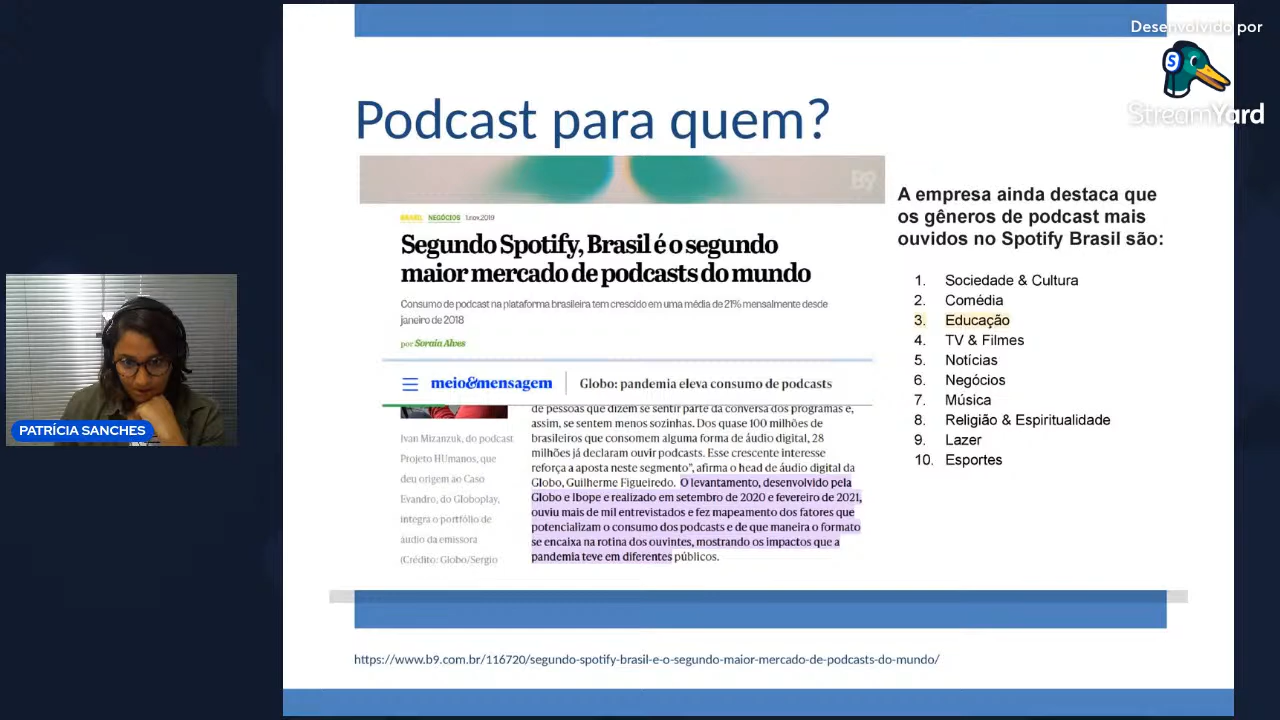 Desenvolvido por
StreamYard
Podcast para quem?
B9
BRASIL NEGÓCIOS 1.nov.2019
Segundo Spotify, Brasil é o segundo
maior mercado de podcasts do mundo
Consumo de podcast na plataforma brasileira tem crescido em uma média de 21% mensalmente desde
janeiro de 2018
por Soraia Alves
meio&mensagem
Globo: pandemia eleva consumo de podcasts
Ivan Mizanzuk, do podcast
Projeto HUmanos, que
deu origem ao Caso
Evandro, do Globoplay,
integra o portfólio de
áudio da emissora
(Crédito: Globo/Sergio
de pessoas que dizem se sentir parte da conversa dos programas e,
assim, se sentem menos sozinhas. Dos quase 100 milhões de
brasileiros que consomem alguma forma de áudio digital, 28
milhões já declaram ouvir podcasts. Esse crescente interesse
reforça a aposta neste segmento”, afirma o head de áudio digital da
Globo, Guilherme Figueiredo. O levantamento, desenvolvido pela
Globo e Ibope e realizado em setembro de 2020 e fevereiro de 2021,
ouviu mais de mil entrevistados e fez mapeamento dos fatores que
potencializam o consumo dos podcasts e de que maneira o formato
se encaixa na rotina dos ouvintes, mostrando os impactos que a
pandemia teve em diferentes públicos.
A empresa ainda destaca que
os gêneros de podcast mais
ouvidos no Spotify Brasil são:
1. Sociedade & Cultura
2. Comédia
3. Educação
4. TV & Filmes
5. Notícias
6. Negócios
7. Música
8. Religião & Espiritualidade
9. Lazer
10. Esportes
PATRÍCIA SANCHES
https://www.b9.com.br/116720/segundo-spotify-brasil-e-o-segundo-maior-mercado-de-podcasts-do-mundo/